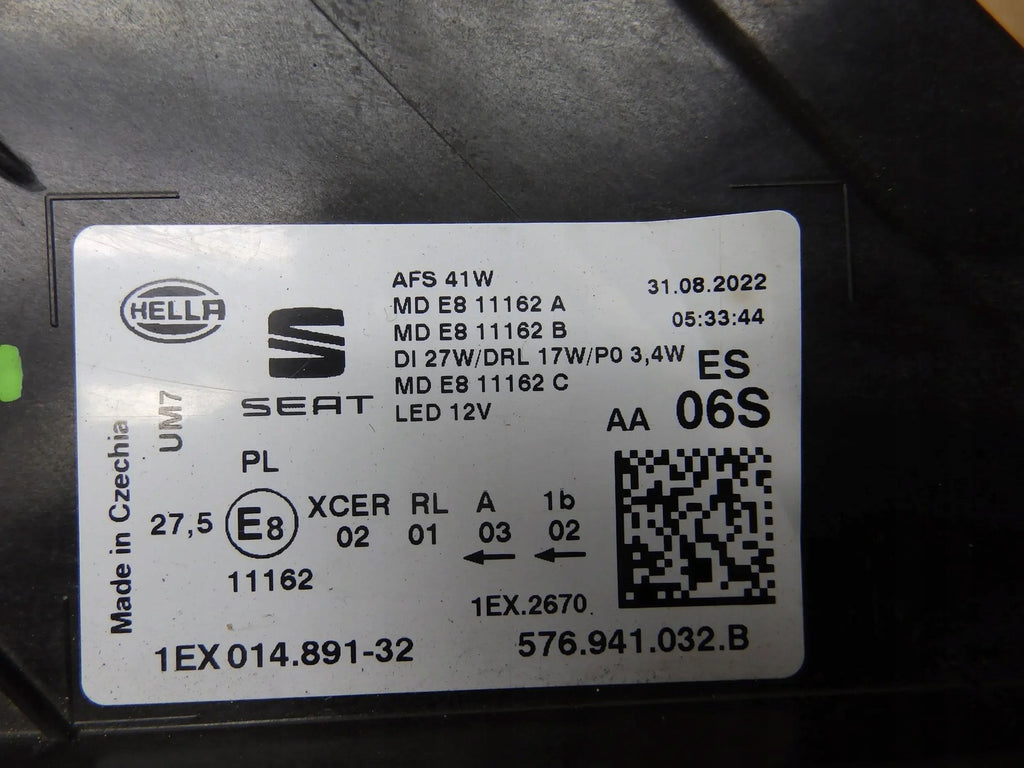 HELLA
SEAT
AFS 41W
MD E8 11162 A
MD E8 11162 B
DI 27W/DRL 17W/P0 3,4W
MD E8 11162 C
LED 12V
31.08.2022
05:33:44
ES
AA 06S
UM7
Made in Czechia
PL
27,5 E8 XCER RL A 1b
02 01 03 02
11162
1EX.2670
1EX 014.891-32
576.941.032.B